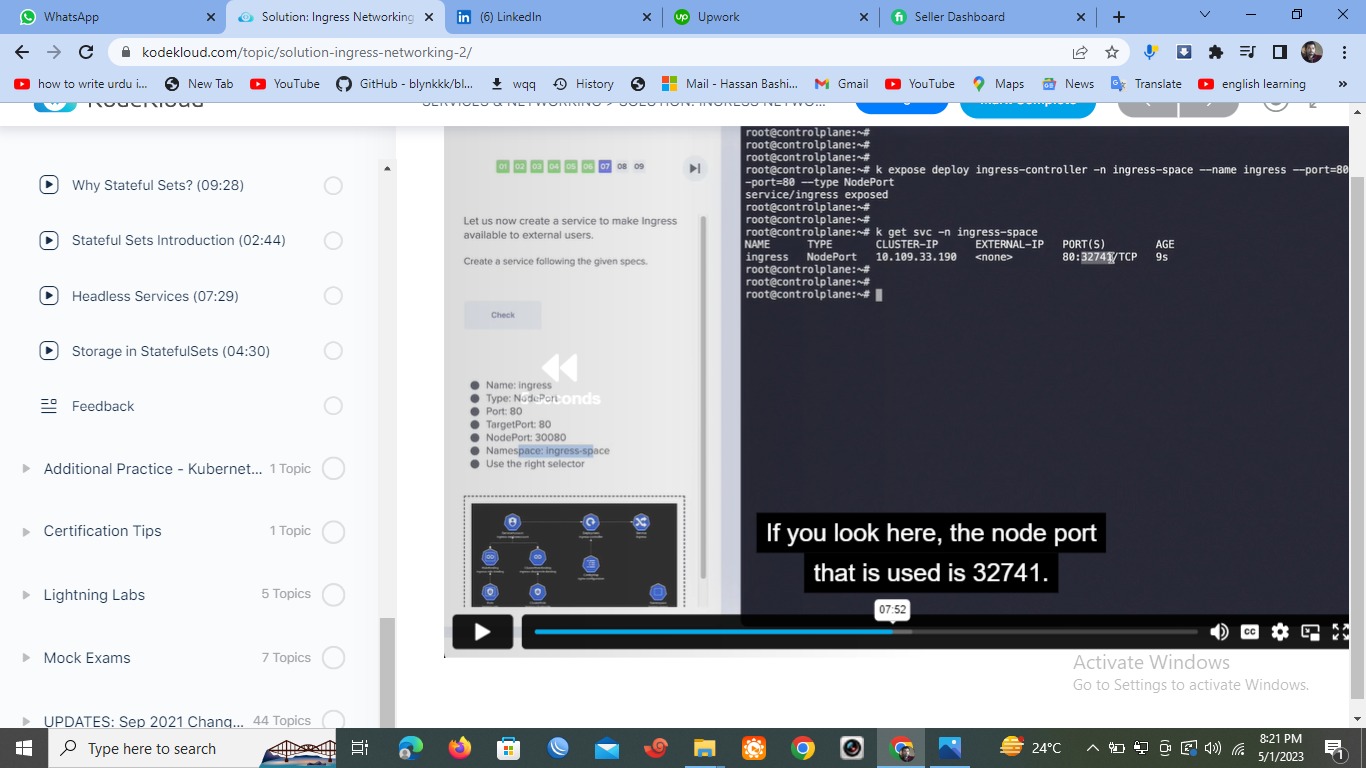 WhatsApp
Solution: Ingress Networking
(6) LinkedIn
Upwork
Seller Dashboard
kodekloud.com/topic/solution-ingress-networking-2/
how to write urdu i...
New Tab
YouTube
GitHub - blynkkk/bl...
wqq
History
Mail - Hassan Bashi...
Gmail
YouTube
Maps
News
Translate
english learning
»
KodeKloud
SERVICES & NETWORKING > SOLUTION: INGRESS NETWO...
Mark Complete
Why Stateful Sets? (09:28)
Stateful Sets Introduction (02:44)
Headless Services (07:29)
Storage in StatefulSets (04:30)
Feedback
Additional Practice - Kubernet...
1 Topic
Certification Tips
1 Topic
Lightning Labs
5 Topics
Mock Exams
7 Topics
UPDATES: Sep 2021 Chang...
44 Topics
01 02 03 04 05 06 07 08 09
Let us now create a service to make Ingress
available to external users.
Create a service following the given specs.
Check
5 seconds
Name: ingress
Type: NodePort
Port: 80
TargetPort: 80
NodePort: 30080
Namespace: ingress-space
Use the right selector
root@controlplane:~#
root@controlplane:~#
root@controlplane:~#
root@controlplane:~# k expose deploy ingress-controller -n ingress-space --name ingress --port=80
-port=80 --type NodePort
service/ingress exposed
root@controlplane:~#
root@controlplane:~#
root@controlplane:~# k get svc -n ingress-space
NAME TYPE CLUSTER-IP EXTERNAL-IP PORT(S) AGE
ingress NodePort 10.109.33.190 <none> 80:32741/TCP 9s
root@controlplane:~#
root@controlplane:~#
root@controlplane:~#
If you look here, the node port
that is used is 32741.
07:52
CC
Activate Windows
Go to Settings to activate Windows.
Type here to search
24°C
8:21 PM
5/1/2023
1